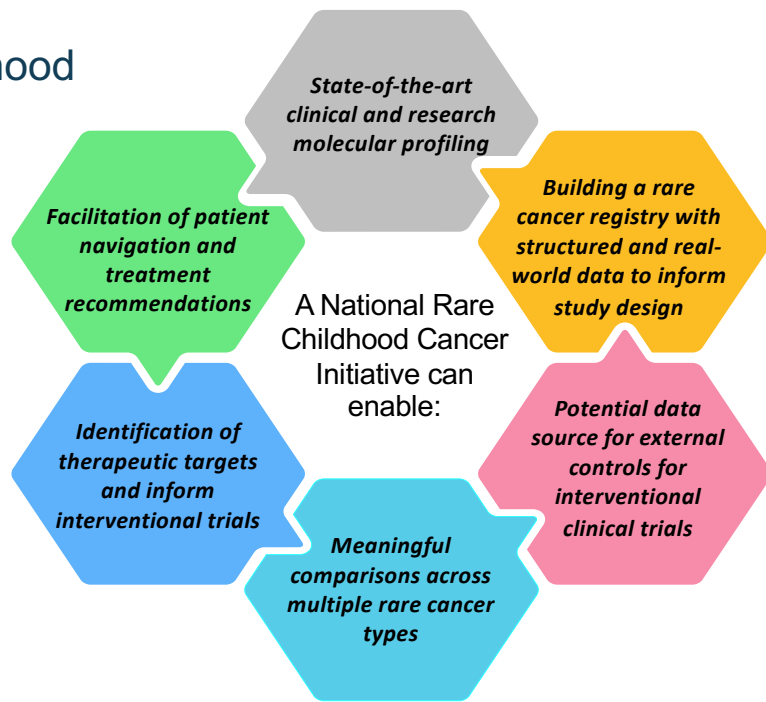 State-of-the-art
clinical and research
molecular profiling
Building a rare
cancer registry with
structured and real-
world data to inform
study design
Potential data
source for external
controls for
interventional
clinical trials
Meaningful
comparisons across
multiple rare cancer
types
Identification of
therapeutic targets
and inform
interventional trials
Facilitation of patient
navigation and
treatment
recommendations
A National Rare
Childhood Cancer
Initiative can
enable: